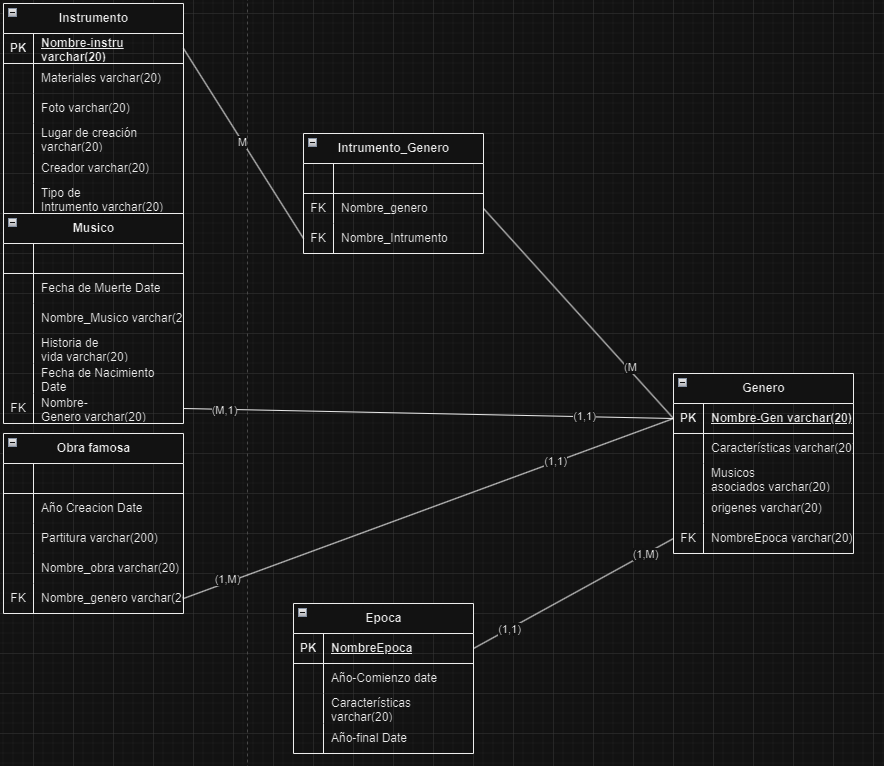 Instrumento
PK Nombre-instru
varchar(20)
Materiales varchar(20)
Foto varchar(20)
Lugar de creación
varchar(20)
Creador varchar(20)
Tipo de
Intrumento varchar(20)
Musico
Fecha de Muerte Date
Nombre_Musico varchar(2
Historia de
vida varchar(20)
Fecha de Nacimiento
Date
FK Nombre-
Genero varchar(20)
Obra famosa
Año Creacion Date
Partitura varchar(200)
Nombre_obra varchar(20)
FK Nombre_genero varchar(2
M
Intrumento_Genero
FK Nombre_genero
FK Nombre_Intrumento
(M
(M,1)
(1,1)
(1,1)
(1,M)
Genero
PK Nombre-Gen varchar(20)
Características varchar(20
Musicos
asociados varchar(20)
origenes varchar(20)
FK NombreEpoca varchar(20)
(1,M)
(1,1)
Epoca
PK NombreEpoca
Año-Comienzo date
Características
varchar(20)
Año-final Date